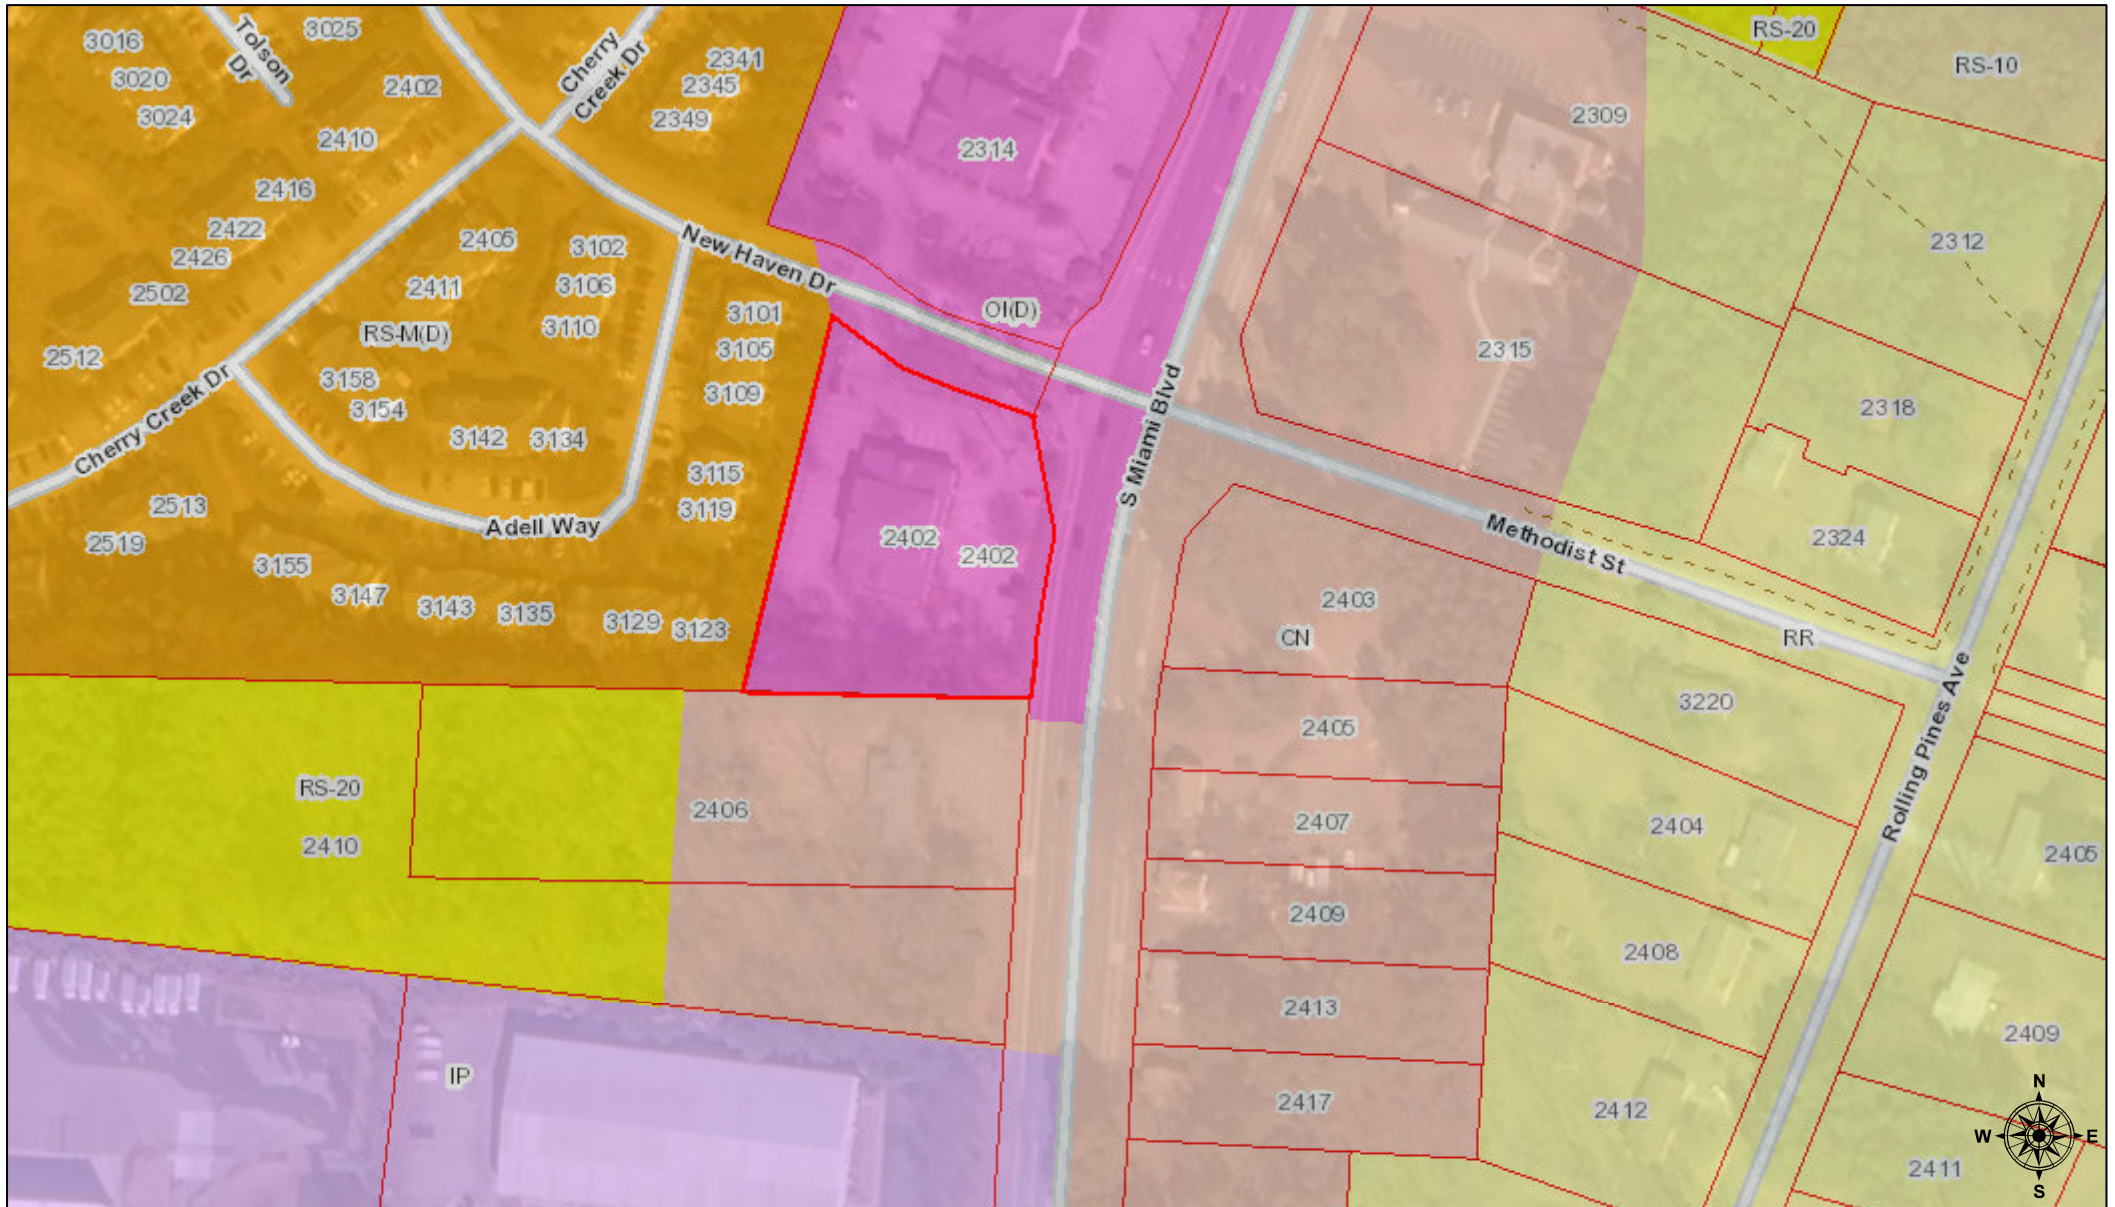 3016
3020
3024
Tolson
Dr
3025
2402
2410
2416
2422
2426
2502
2512
Cherry
Creek Dr
2341
2345
2349
2314
2309
RS-20
RS-10
2312
2405
2411
RS-M(D)
3102
3106
3110
New Haven Dr
3101
3105
3109
OI(D)
2315
2318
2324
3158
3154
3142
3134
3115
3119
Cherry Creek Dr
2513
2519
Adell Way
3155
3147
3143
3135
3129
3123
2402
2402
S Miami Blvd
Methodist St
2403
CN
RR
3220
Rolling Pines Ave
2405
2407
2409
2413
2417
2404
2408
2412
2405
2409
2411
RS-20
2410
2406
IP
N
W
E
S